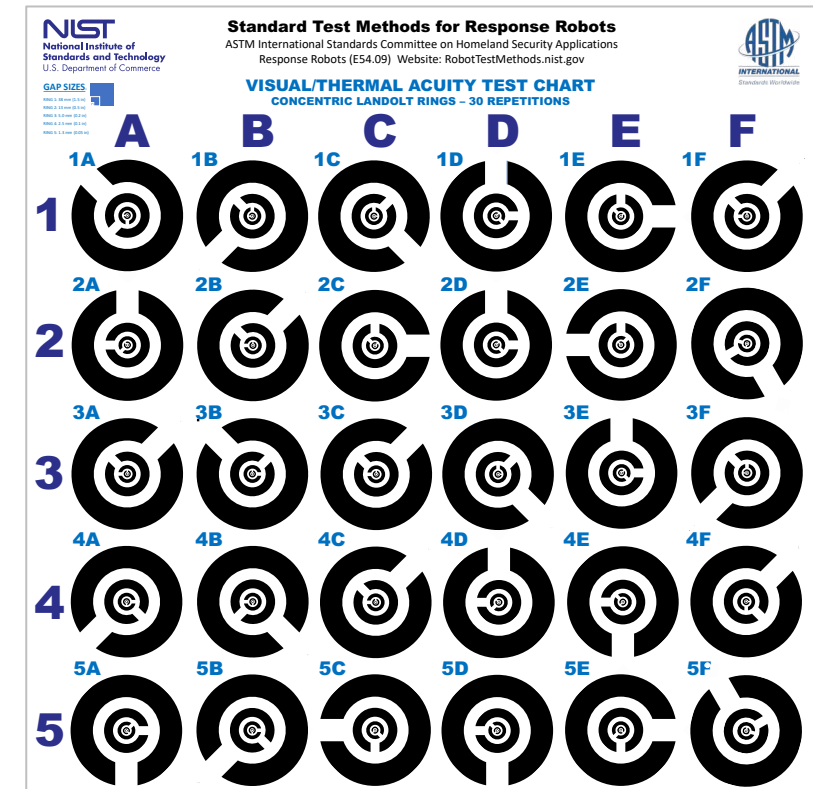 NIST
National Institute of
Standards and Technology
U.S. Department of Commerce
Standard Test Methods for Response Robots
ASTM International Standards Committee on Homeland Security Applications
Response Robots (E54.09)  Website: RobotTestMethods.nist.gov
ASTM
INTERNATIONAL
Standards Worldwide
VISUAL/THERMAL ACUITY TEST CHART
CONCENTRIC LANDOLT RINGS – 30 REPETITIONS
GAP SIZES
A B C D E F
1A 1B 1C 1D 1E 1F
1
2A 2B 2C 2D 2E 2F
2
3A 3B 3C 3D 3E 3F
3
4A 4B 4C 4D 4E 4F
4
5A 5B 5C 5D 5E 5F
5